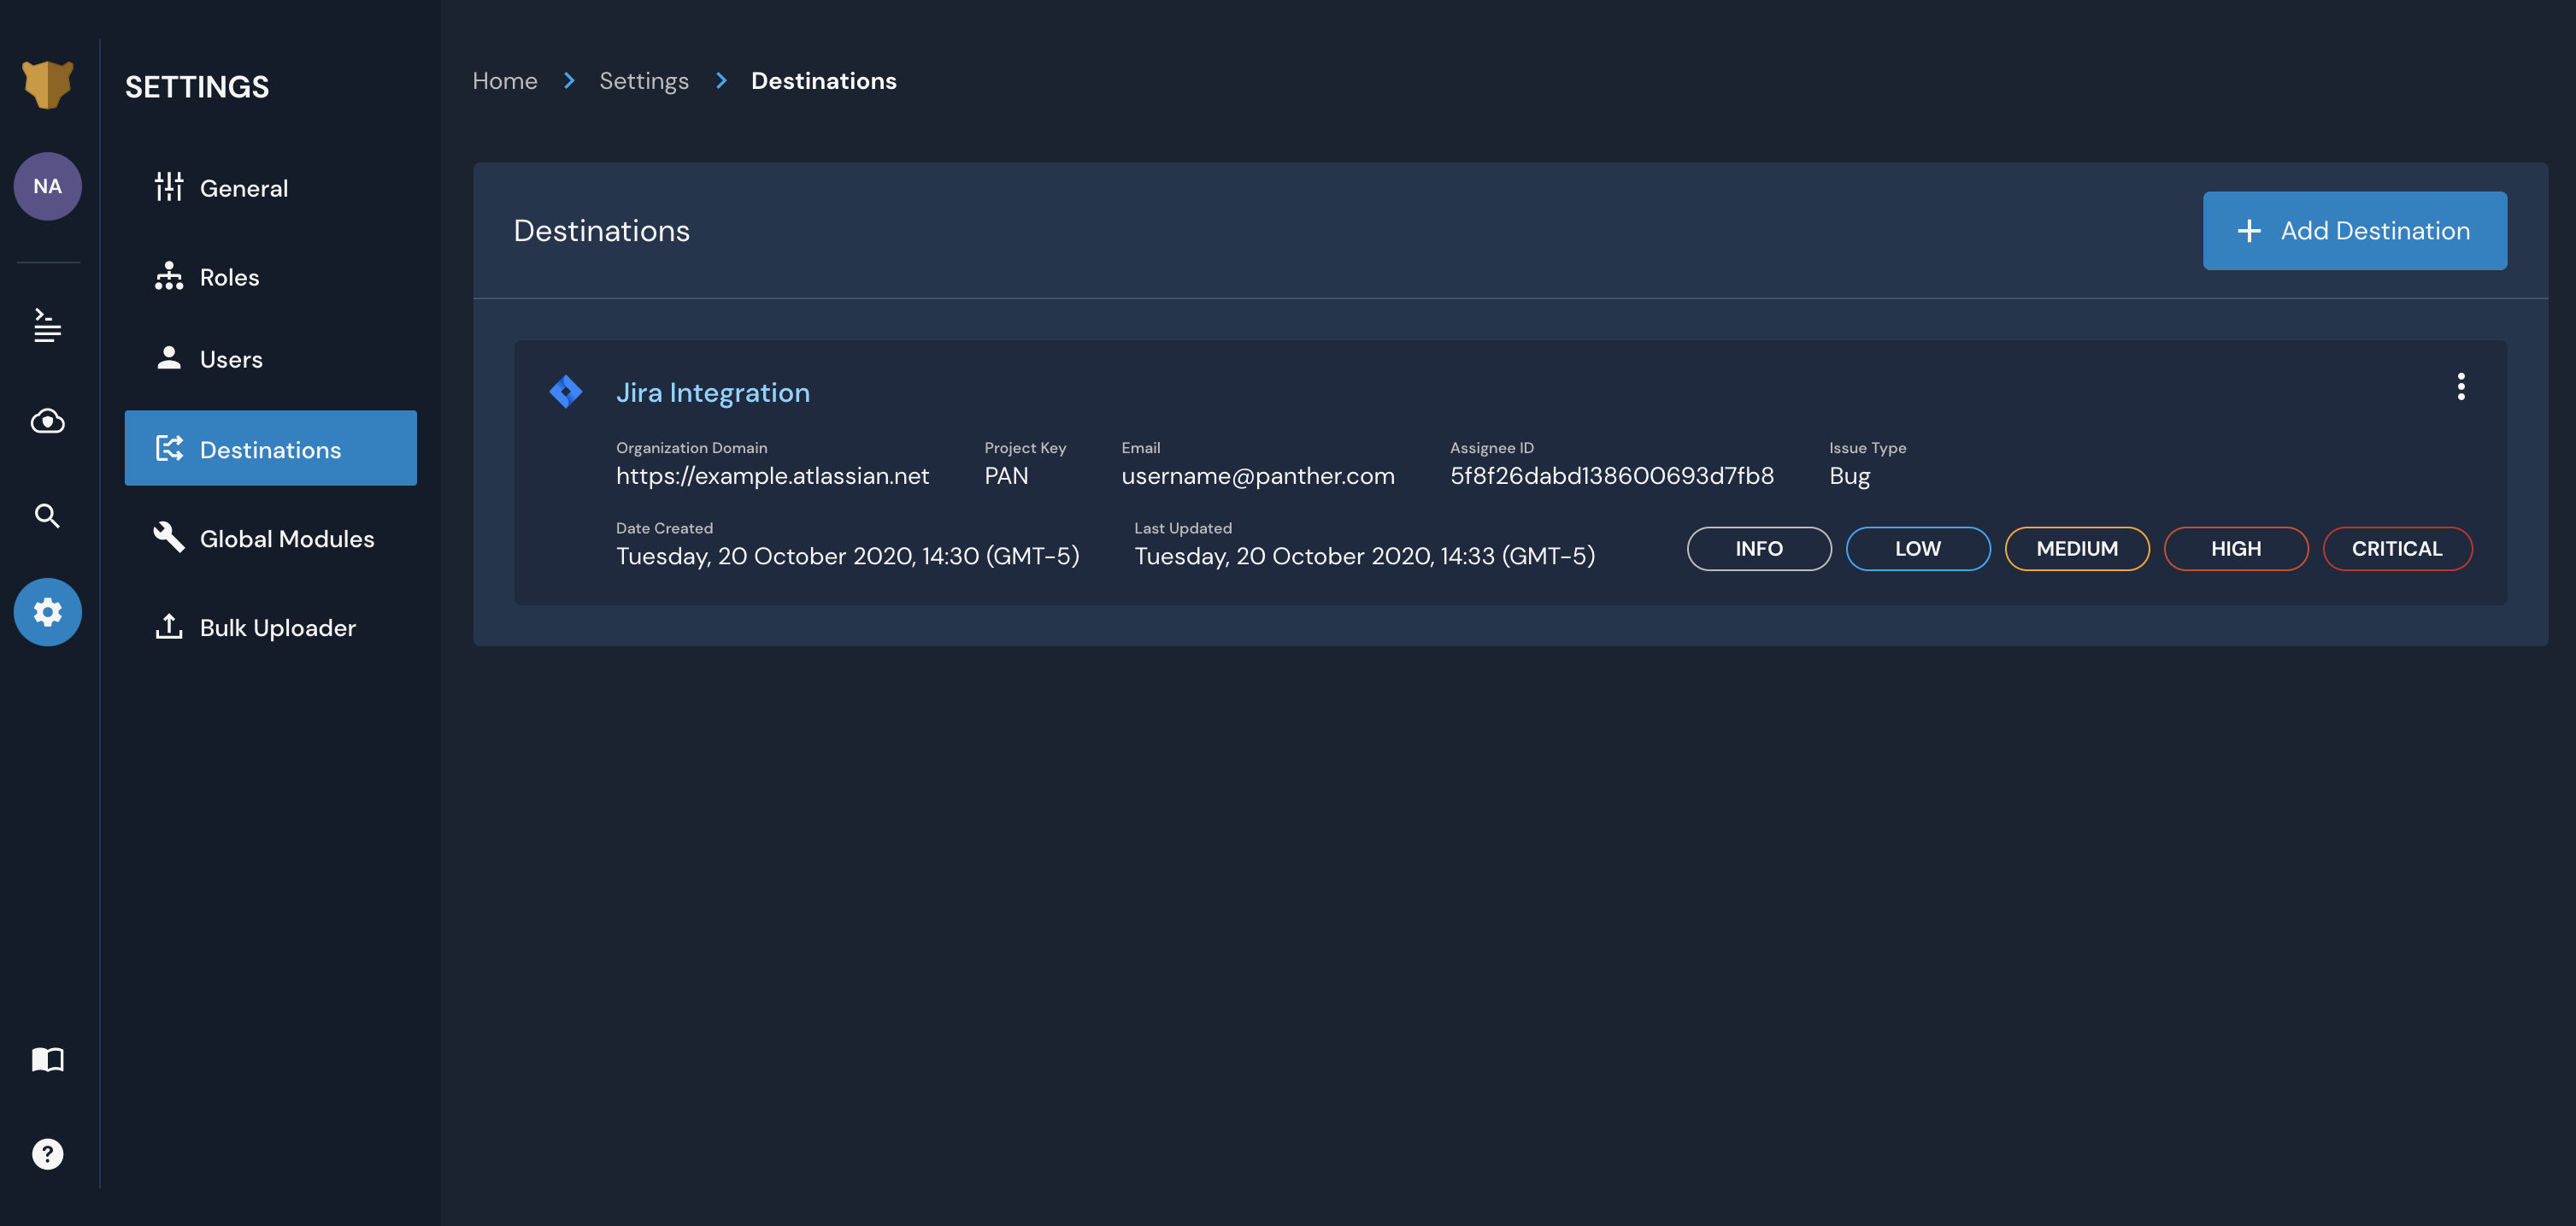 SETTINGS
NA
General
Roles
Users
Destinations
Global Modules
Bulk Uploader
Home Settings Destinations
Destinations
Add Destination
Jira Integration
Organization Domain Project Key Email Assignee ID Issue Type
https://example.atlassian.net PAN username@panther.com 5f8f26dabd138600693d7fb8 Bug
Date Created Last Updated
Tuesday, 20 October 2020, 14:30 (GMT-5) Tuesday, 20 October 2020, 14:33 (GMT-5) INFO LOW MEDIUM HIGH CRITICAL